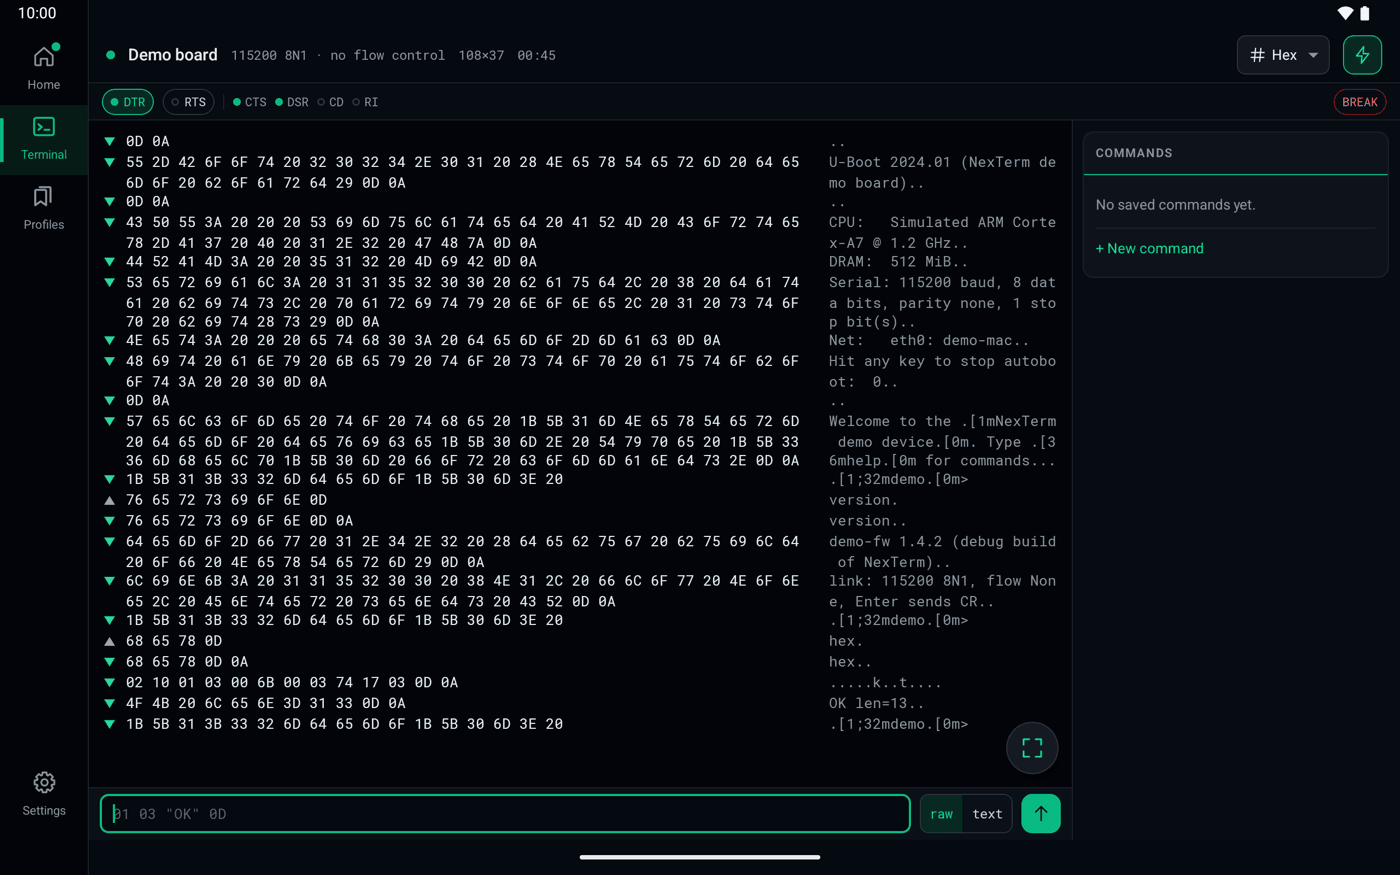 10:00
Home
Terminal
Profiles
Settings
Demo board 115200 8N1 · no flow control 108×37 00:45
# Hex
DTR RTS CTS DSR CD RI
BREAK
0D 0A ..
55 2D 42 6F 6F 74 20 32 30 32 34 2E 30 31 20 28 4E 65 78 54 65 72 6D 20 64 65 U-Boot 2024.01 (NexTerm de
6D 6F 20 62 6F 61 72 64 29 0D 0A mo board)..
0D 0A ..
43 50 55 3A 20 20 20 53 69 6D 75 6C 61 74 65 64 20 41 52 4D 20 43 6F 72 74 65 CPU:   Simulated ARM Corte
78 2D 41 37 20 40 20 31 2E 32 20 47 48 7A 0D 0A x-A7 @ 1.2 GHz..
44 52 41 4D 3A 20 20 35 31 32 20 4D 69 42 0D 0A DRAM:  512 MiB..
53 65 72 69 61 6C 3A 20 31 31 35 32 30 30 20 62 61 75 64 2C 20 38 20 64 61 74 Serial: 115200 baud, 8 dat
61 20 62 69 74 73 2C 20 70 61 72 69 74 79 20 6E 6F 6E 65 2C 20 31 20 73 74 6F a bits, parity none, 1 sto
70 20 62 69 74 28 73 29 0D 0A p bit(s)..
4E 65 74 3A 20 20 20 65 74 68 30 3A 20 64 65 6D 6F 2D 6D 61 63 0D 0A Net:   eth0: demo-mac..
48 69 74 20 61 6E 79 20 6B 65 79 20 74 6F 20 73 74 6F 70 20 61 75 74 6F 62 6F Hit any key to stop autobo
6F 74 3A 20 20 30 0D 0A ot:  0..
0D 0A ..
57 65 6C 63 6F 6D 65 20 74 6F 20 74 68 65 20 1B 5B 31 6D 4E 65 78 54 65 72 6D Welcome to the .[1mNexTerm
20 64 65 6D 6F 20 64 65 76 69 63 65 1B 5B 30 6D 2E 20 54 79 70 65 20 1B 5B 33 demo device.[0m. Type .[3
36 6D 68 65 6C 70 1B 5B 30 6D 20 66 6F 72 20 63 6F 6D 6D 61 6E 64 73 2E 0D 0A 6mhelp.[0m for commands...
1B 5B 31 3B 33 32 6D 64 65 6D 6F 1B 5B 30 6D 3E 20 .[1;32mdemo.[0m>
76 65 72 73 69 6F 6E 0D version.
76 65 72 73 69 6F 6E 0D 0A version..
64 65 6D 6F 2D 66 77 20 31 2E 34 2E 32 20 28 64 65 62 75 67 20 62 75 69 6C 64 demo-fw 1.4.2 (debug build
20 6F 66 20 4E 65 78 54 65 72 6D 29 0D 0A of NexTerm)..
6C 69 6E 6B 3A 20 31 31 35 32 30 30 20 38 4E 31 2C 20 66 6C 6F 77 20 4E 6F 6E link: 115200 8N1, flow Non
65 2C 20 45 6E 74 65 72 20 73 65 6E 64 73 20 43 52 0D 0A e, Enter sends CR..
1B 5B 31 3B 33 32 6D 64 65 6D 6F 1B 5B 30 6D 3E 20 .[1;32mdemo.[0m>
68 65 78 0D hex.
68 65 78 0D 0A hex..
02 10 01 03 00 6B 00 03 74 17 03 0D 0A .....k..t....
4F 4B 20 6C 65 6E 3D 31 33 0D 0A OK len=13..
1B 5B 31 3B 33 32 6D 64 65 6D 6F 1B 5B 30 6D 3E 20 .[1;32mdemo.[0m>
01 03 "OK" 0D
raw text
COMMANDS
No saved commands yet.
+ New command